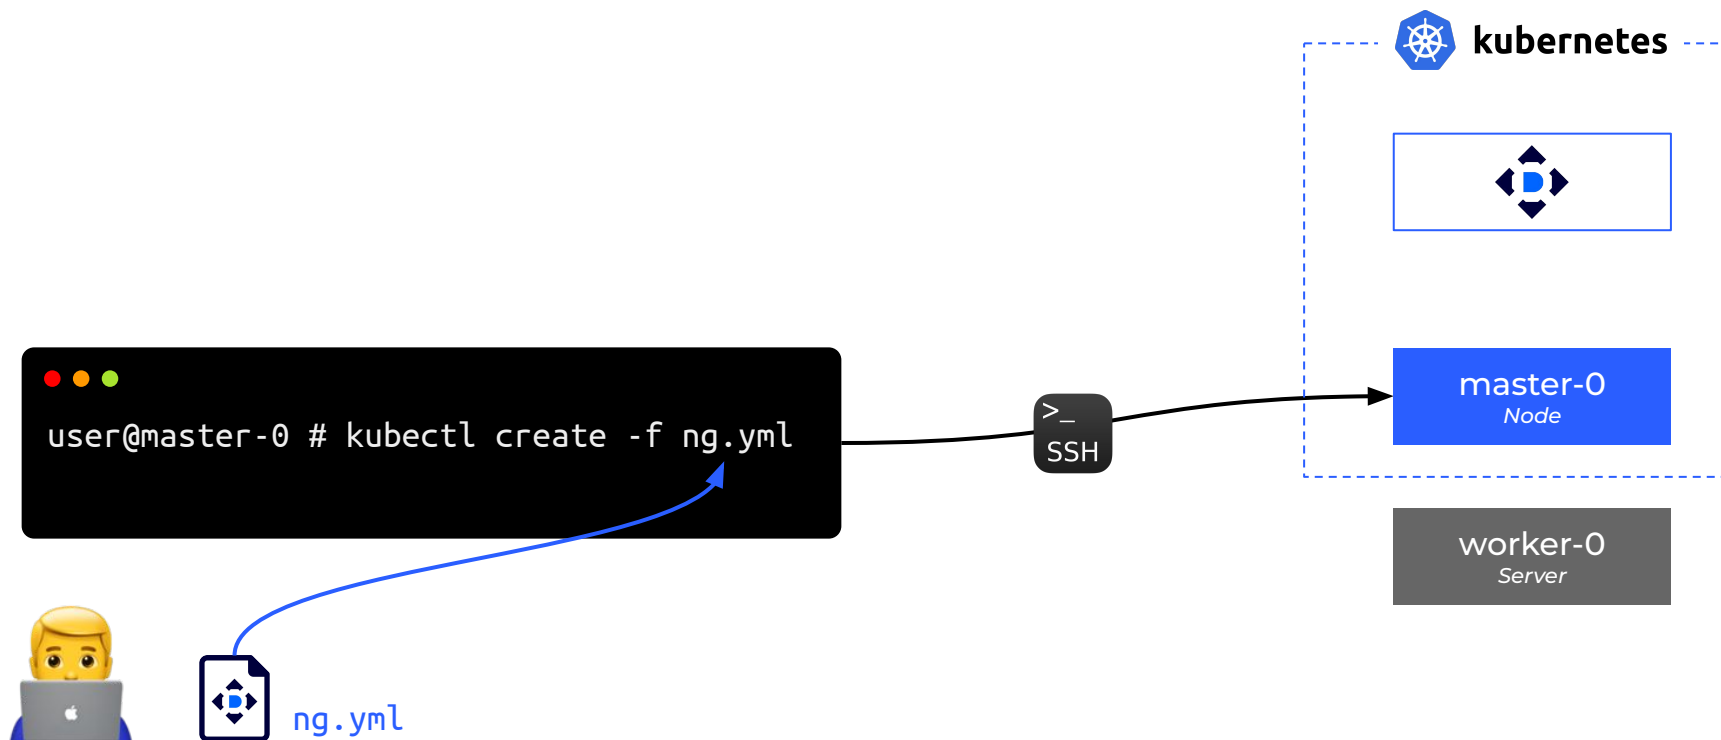 kubernetes
user@master-0 # kubectl create -f ng.yml
>_
SSH
master-0
Node
worker-0
Server
D
D
ng.yml